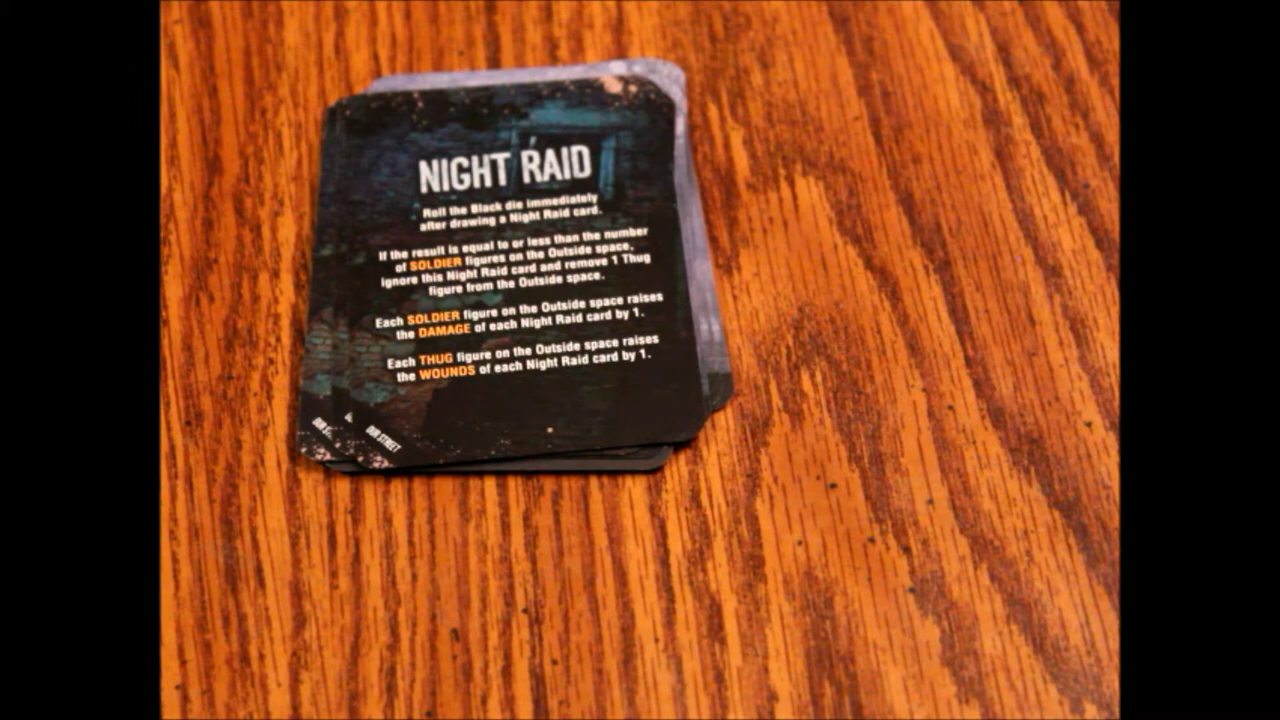 NIGHT RAID
Roll the Black die immediately
after drawing a Night Raid card.
If the result is equal to or less than the number
of SOLDIER figures on the Outside space,
ignore this Night Raid card and remove 1 Thug
figure from the Outside space.
Each SOLDIER figure on the Outside space raises
the DAMAGE of each Night Raid card by 1.
Each THUG figure on the Outside space raises
the WOUNDS of each Night Raid card by 1.
OUR STREET